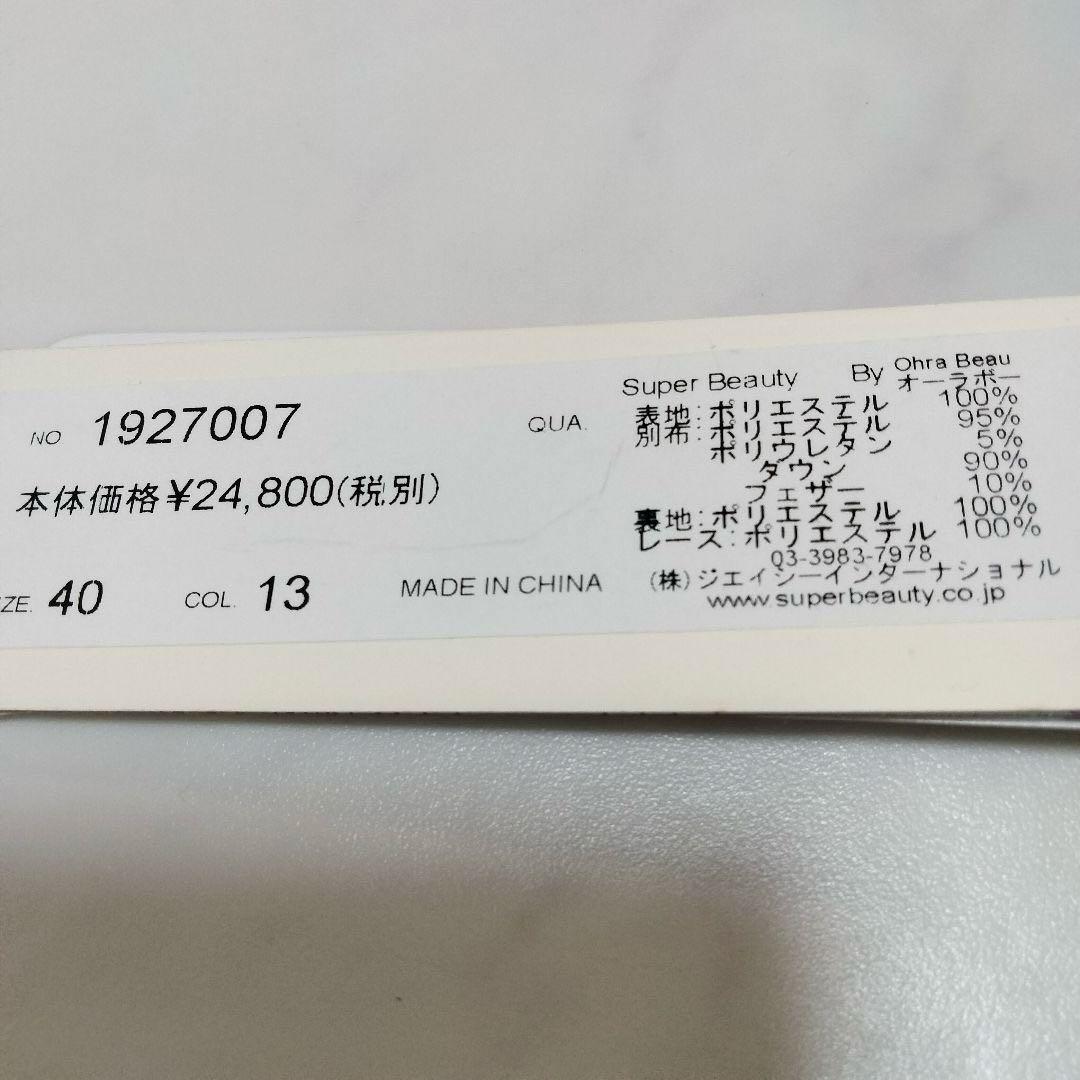 NO 1927007
本体価格¥24,800(税別)
SIZE. 40 COL. 13 MADE IN CHINA
QUA.
Super Beauty By Ohra Beau
オーラボー
表地:ポリエステル 100%
別布:ポリエステル 95%
ポリウレタン 5%
ダウン 90%
フェザー 10%
裏地:ポリエステル 100%
レース:ポリエステル 100%
03-3983-7978
(株)ジェイシーインターナショナル
www.superbeauty.co.jp